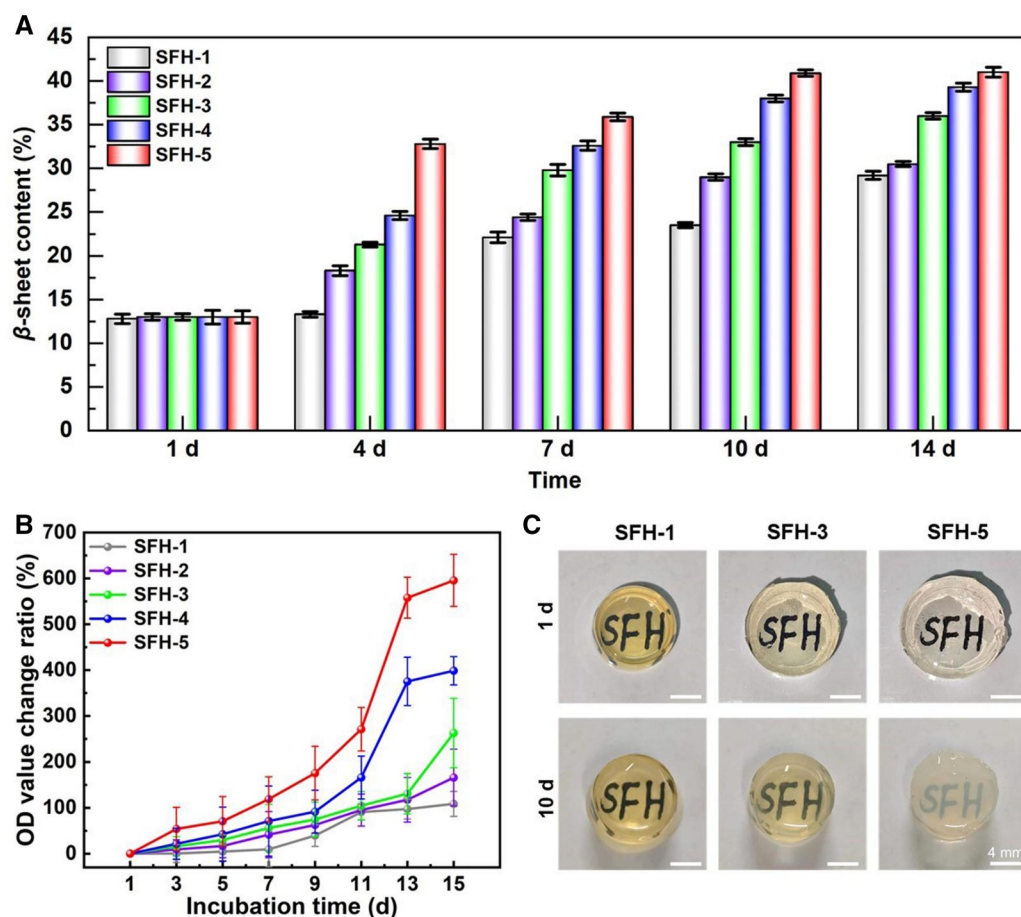 A
β-sheet content (%)
45
40
35
30
25
20
15
10
5
0
SFH-1
SFH-2
SFH-3
SFH-4
SFH-5
1 d
4 d
7 d
10 d
14 d
Time
B
OD value change ratio (%)
700
600
500
400
300
200
100
0
SFH-1
SFH-2
SFH-3
SFH-4
SFH-5
1
3
5
7
9
11
13
15
Incubation time (d)
C
SFH-1
SFH-3
SFH-5
1 d
SFH
SFH
SFH
10 d
SFH
SFH
SFH
4 mm